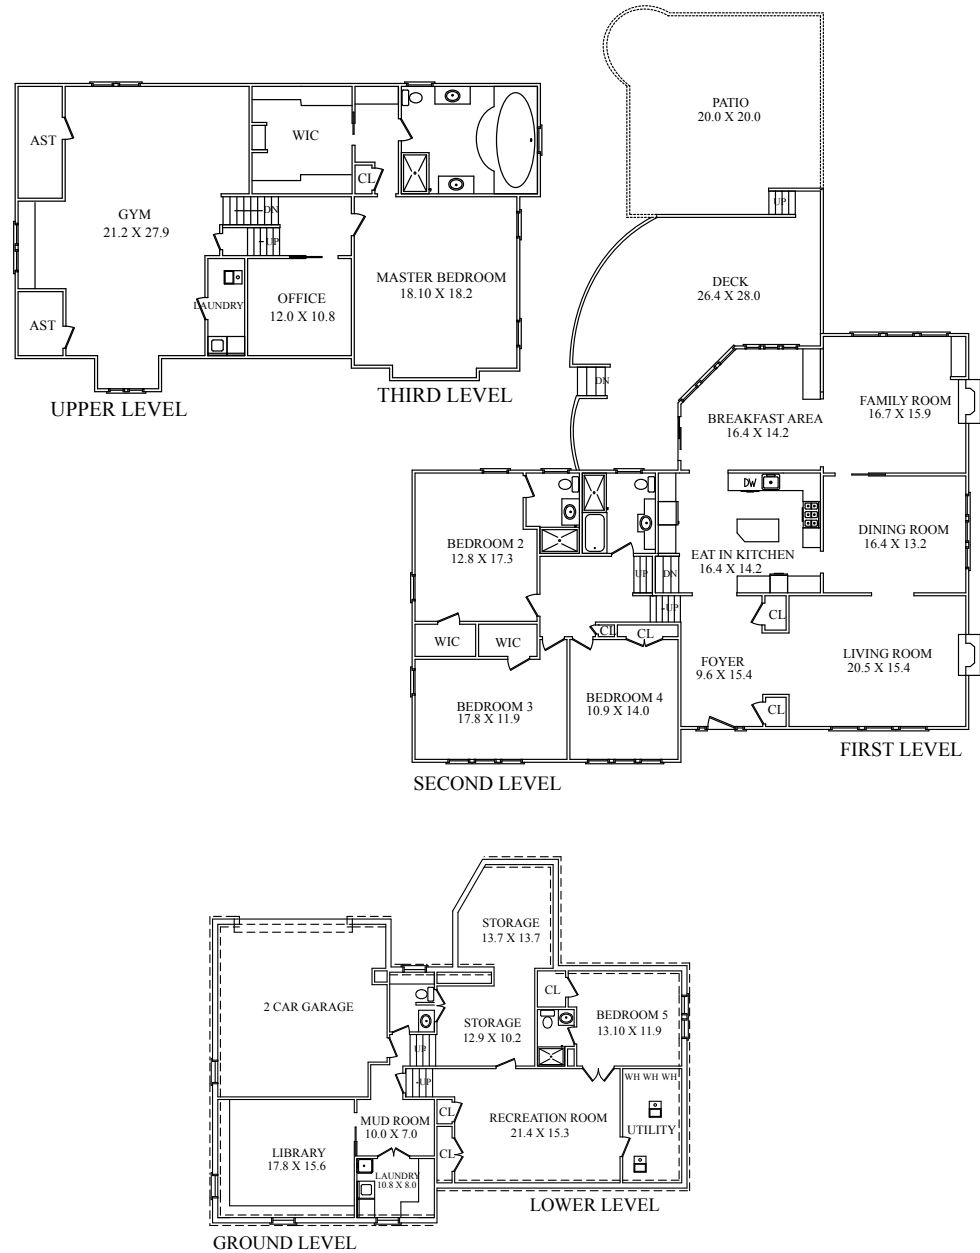 PATIO
20.0 X 20.0
UP
AST
WIC
CL
GYM
21.2 X 27.9
DN
UP
MASTER BEDROOM
18.10 X 18.2
OFFICE
12.0 X 10.8
LAUNDRY
AST
UPPER LEVEL
THIRD LEVEL
DECK
26.4 X 28.0
DN
BREAKFAST AREA
16.4 X 14.2
FAMILY ROOM
16.7 X 15.9
DW
BEDROOM 2
12.8 X 17.3
EAT IN KITCHEN
16.4 X 14.2
DINING ROOM
16.4 X 13.2
UP
DN
UP
CL
WIC
WIC
CL
CL
FOYER
9.6 X 15.4
LIVING ROOM
20.5 X 15.4
BEDROOM 3
17.8 X 11.9
BEDROOM 4
10.9 X 14.0
CL
FIRST LEVEL
SECOND LEVEL
STORAGE
13.7 X 13.7
2 CAR GARAGE
CL
BEDROOM 5
13.10 X 11.9
STORAGE
12.9 X 10.2
UP
UP
WH WH WH
CL
MUD ROOM
10.0 X 7.0
RECREATION ROOM
21.4 X 15.3
UTILITY
LIBRARY
17.8 X 15.6
CL
LAUNDRY
10.8 X 8.0
LOWER LEVEL
GROUND LEVEL